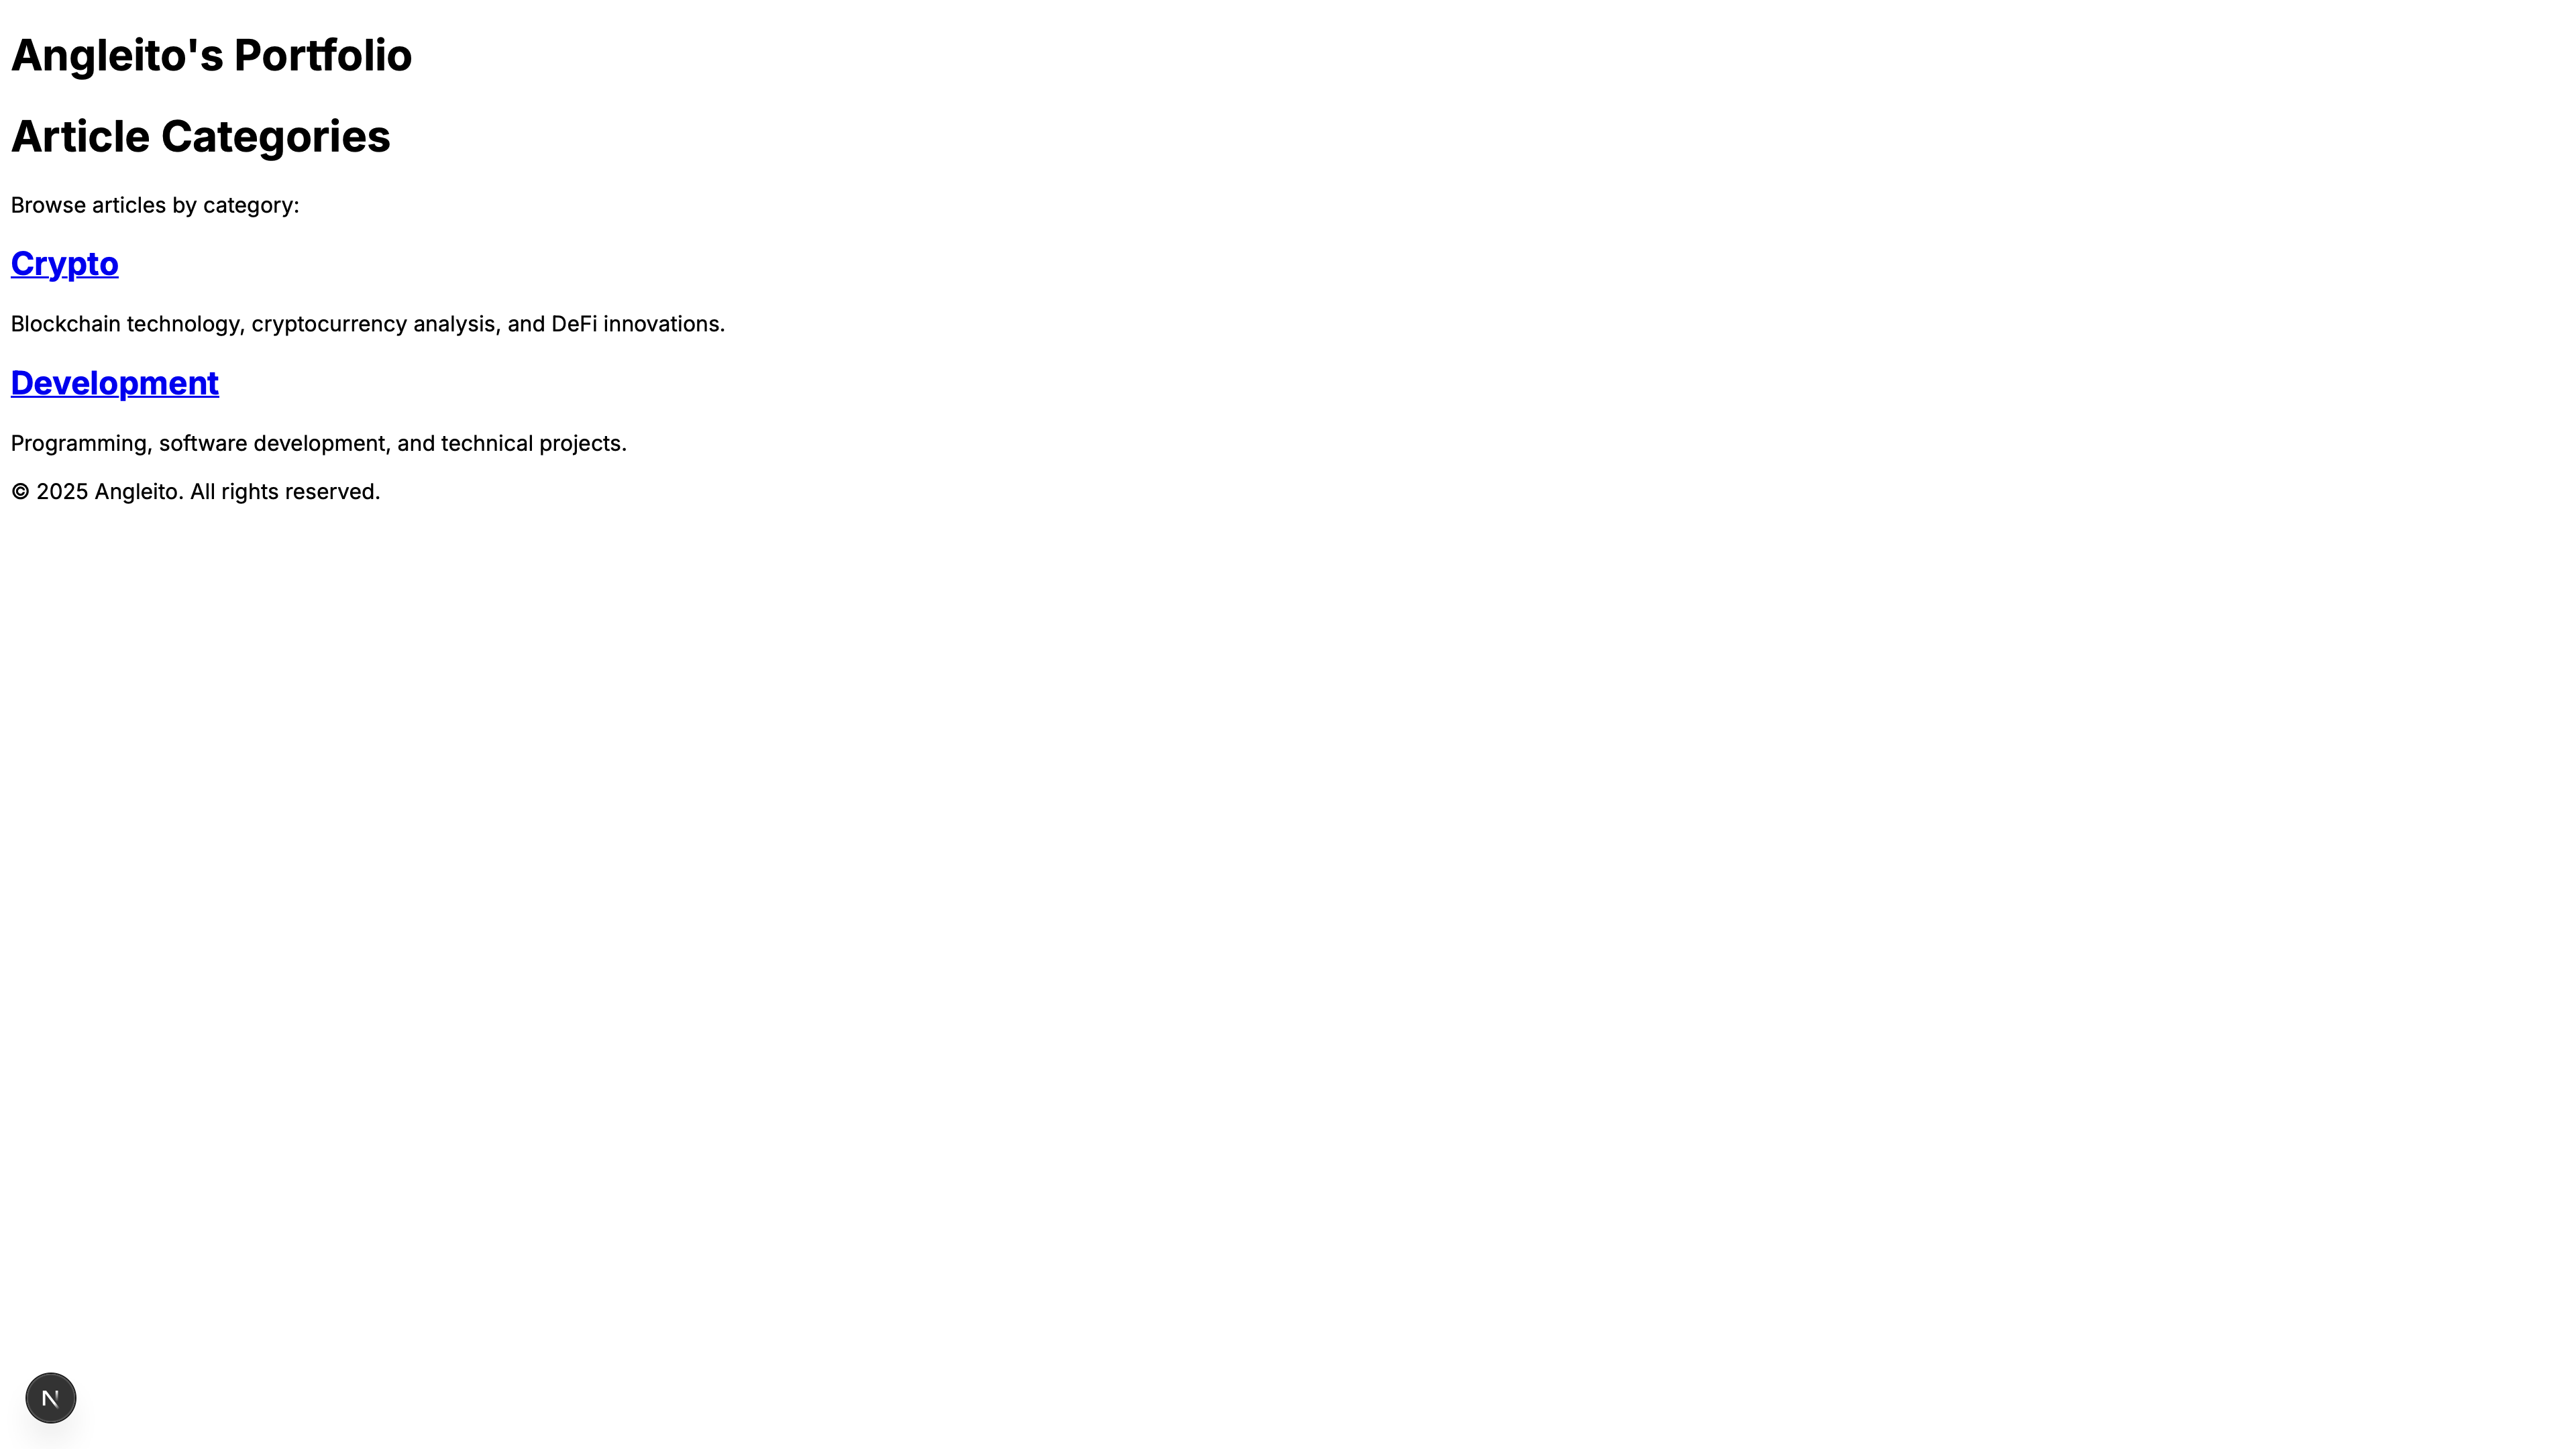 Angleito's Portfolio
Article Categories
Browse articles by category:
Crypto
Blockchain technology, cryptocurrency analysis, and DeFi innovations.
Development
Programming, software development, and technical projects.
© 2025 Angleito. All rights reserved.
N